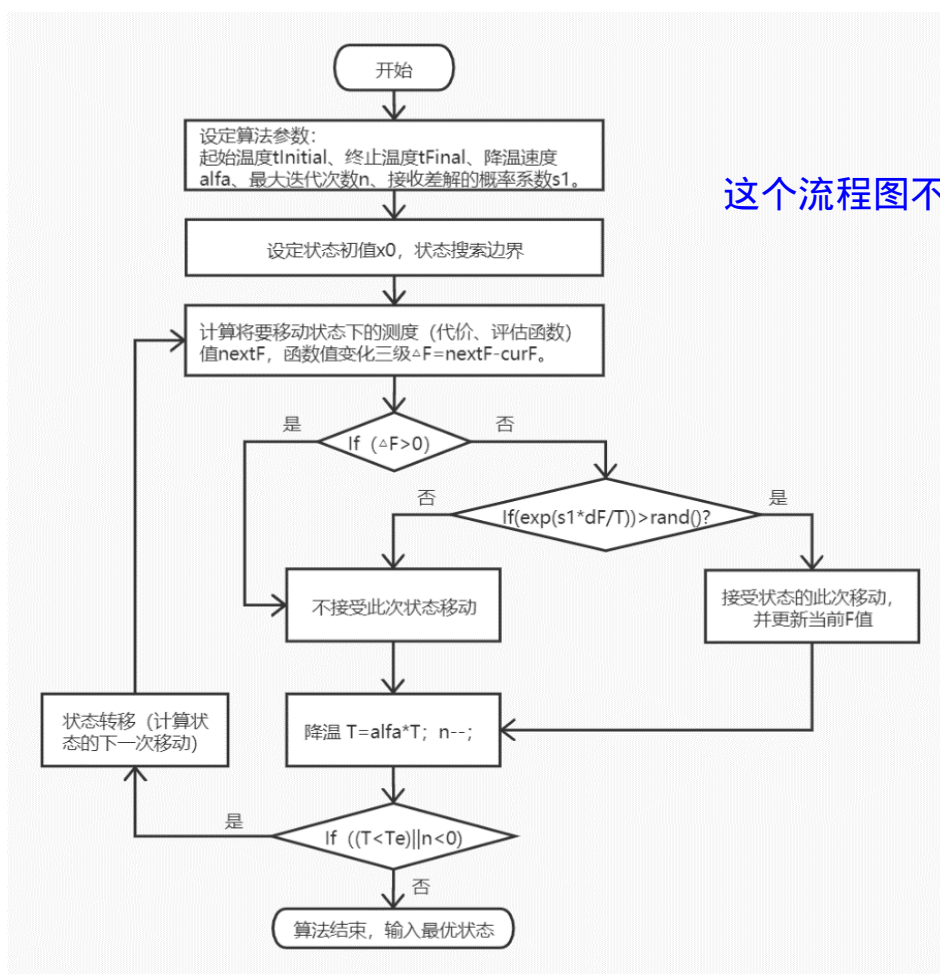 开始
设定算法参数：
起始温度tInitial、终止温度tFinal、降温速度
alfa、最大迭代次数n、接收差解的概率系数s1。
这个流程图不
设定状态初值x0，状态搜索边界
计算将要移动状态下的测度（代价、评估函数）
值nextF，函数值变化三级△F=nextF-curF。
是
否
If（△F>0）
否
是
If(exp(s1*dF/T))>rand()?
不接受此次状态移动
接受状态的此次移动，
并更新当前F值
状态转移（计算状
态的下一次移动）
降温 T=alfa*T；n--;
是
If（(T<Te)||n<0)
否
算法结束，输入最优状态